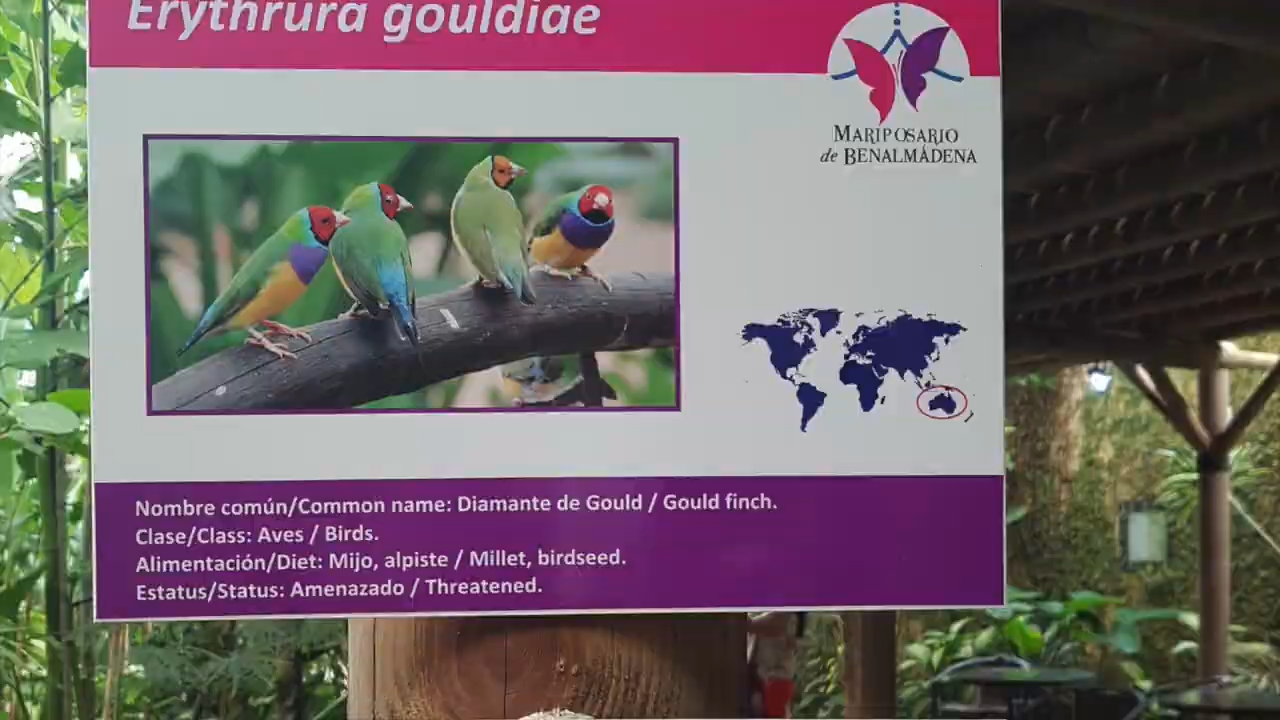 Erythrura gouldiae
MARIPOSARIO
de BENALMÁDENA
Nombre común/Common name: Diamante de Gould / Gould finch.
Clase/Class: Aves / Birds.
Alimentación/Diet: Mijo, alpiste / Millet, birdseed.
Estatus/Status: Amenazado / Threatened.